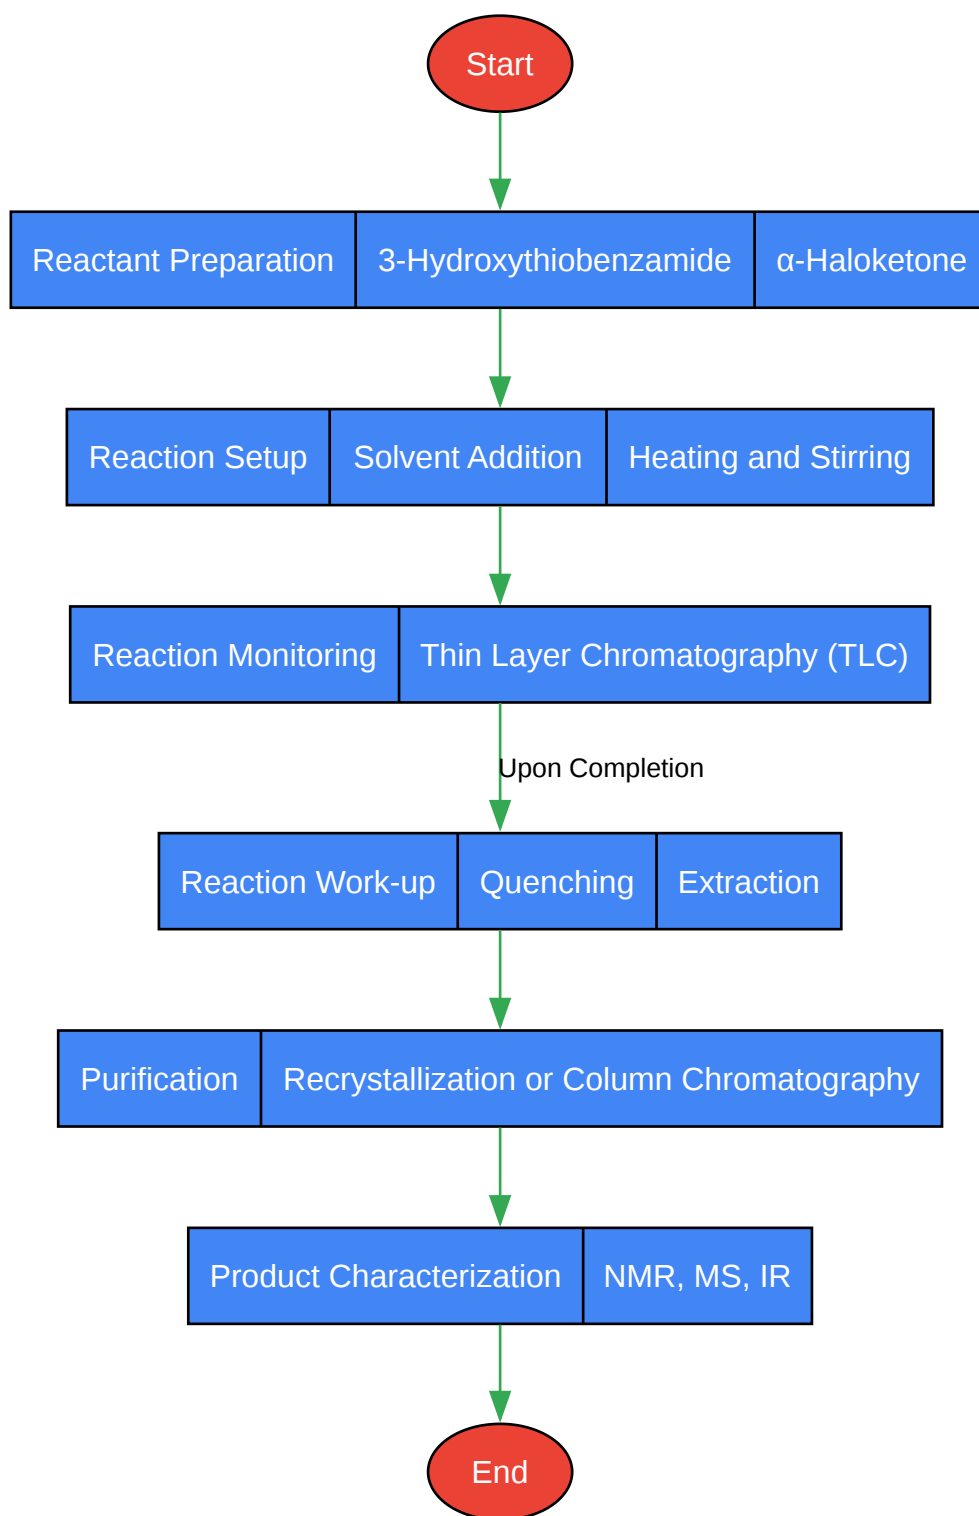 Start
Reactant Preparation 3-Hydroxythiobenzamide α-Haloketone
Reaction Setup Solvent Addition Heating and Stirring
Reaction Monitoring Thin Layer Chromatography (TLC)
Upon Completion
Reaction Work-up Quenching Extraction
Purification Recrystallization or Column Chromatography
Product Characterization NMR, MS, IR
End